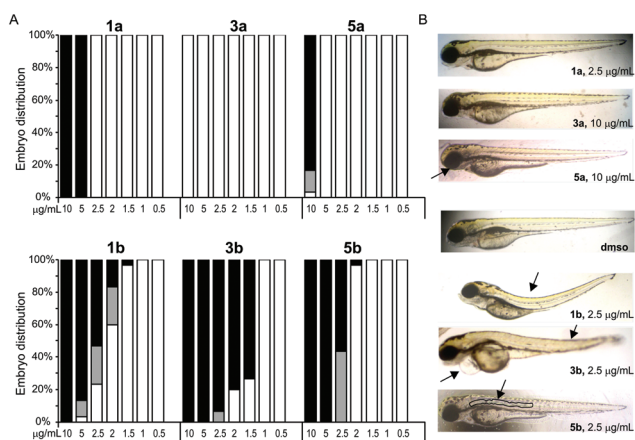 A
1a 3a 5a
100%
80%
60%
40%
20%
0%
Embryo distribution
µg/mL 10 5 2.5 2 1.5 1 0.5 10 5 2.5 2 1.5 1 0.5 10 5 2.5 2 1.5 1 0.5
1b 3b 5b
100%
80%
60%
40%
20%
0%
Embryo distribution
µg/mL 10 5 2.5 2 1.5 1 0.5 10 5 2.5 2 1.5 1 0.5 10 5 2.5 2 1.5 1 0.5
B
1a, 2.5 µg/mL
3a, 10 µg/mL
5a, 10 µg/mL
dmso
1b, 2.5 µg/mL
3b, 2.5 µg/mL
5b, 2.5 µg/mL